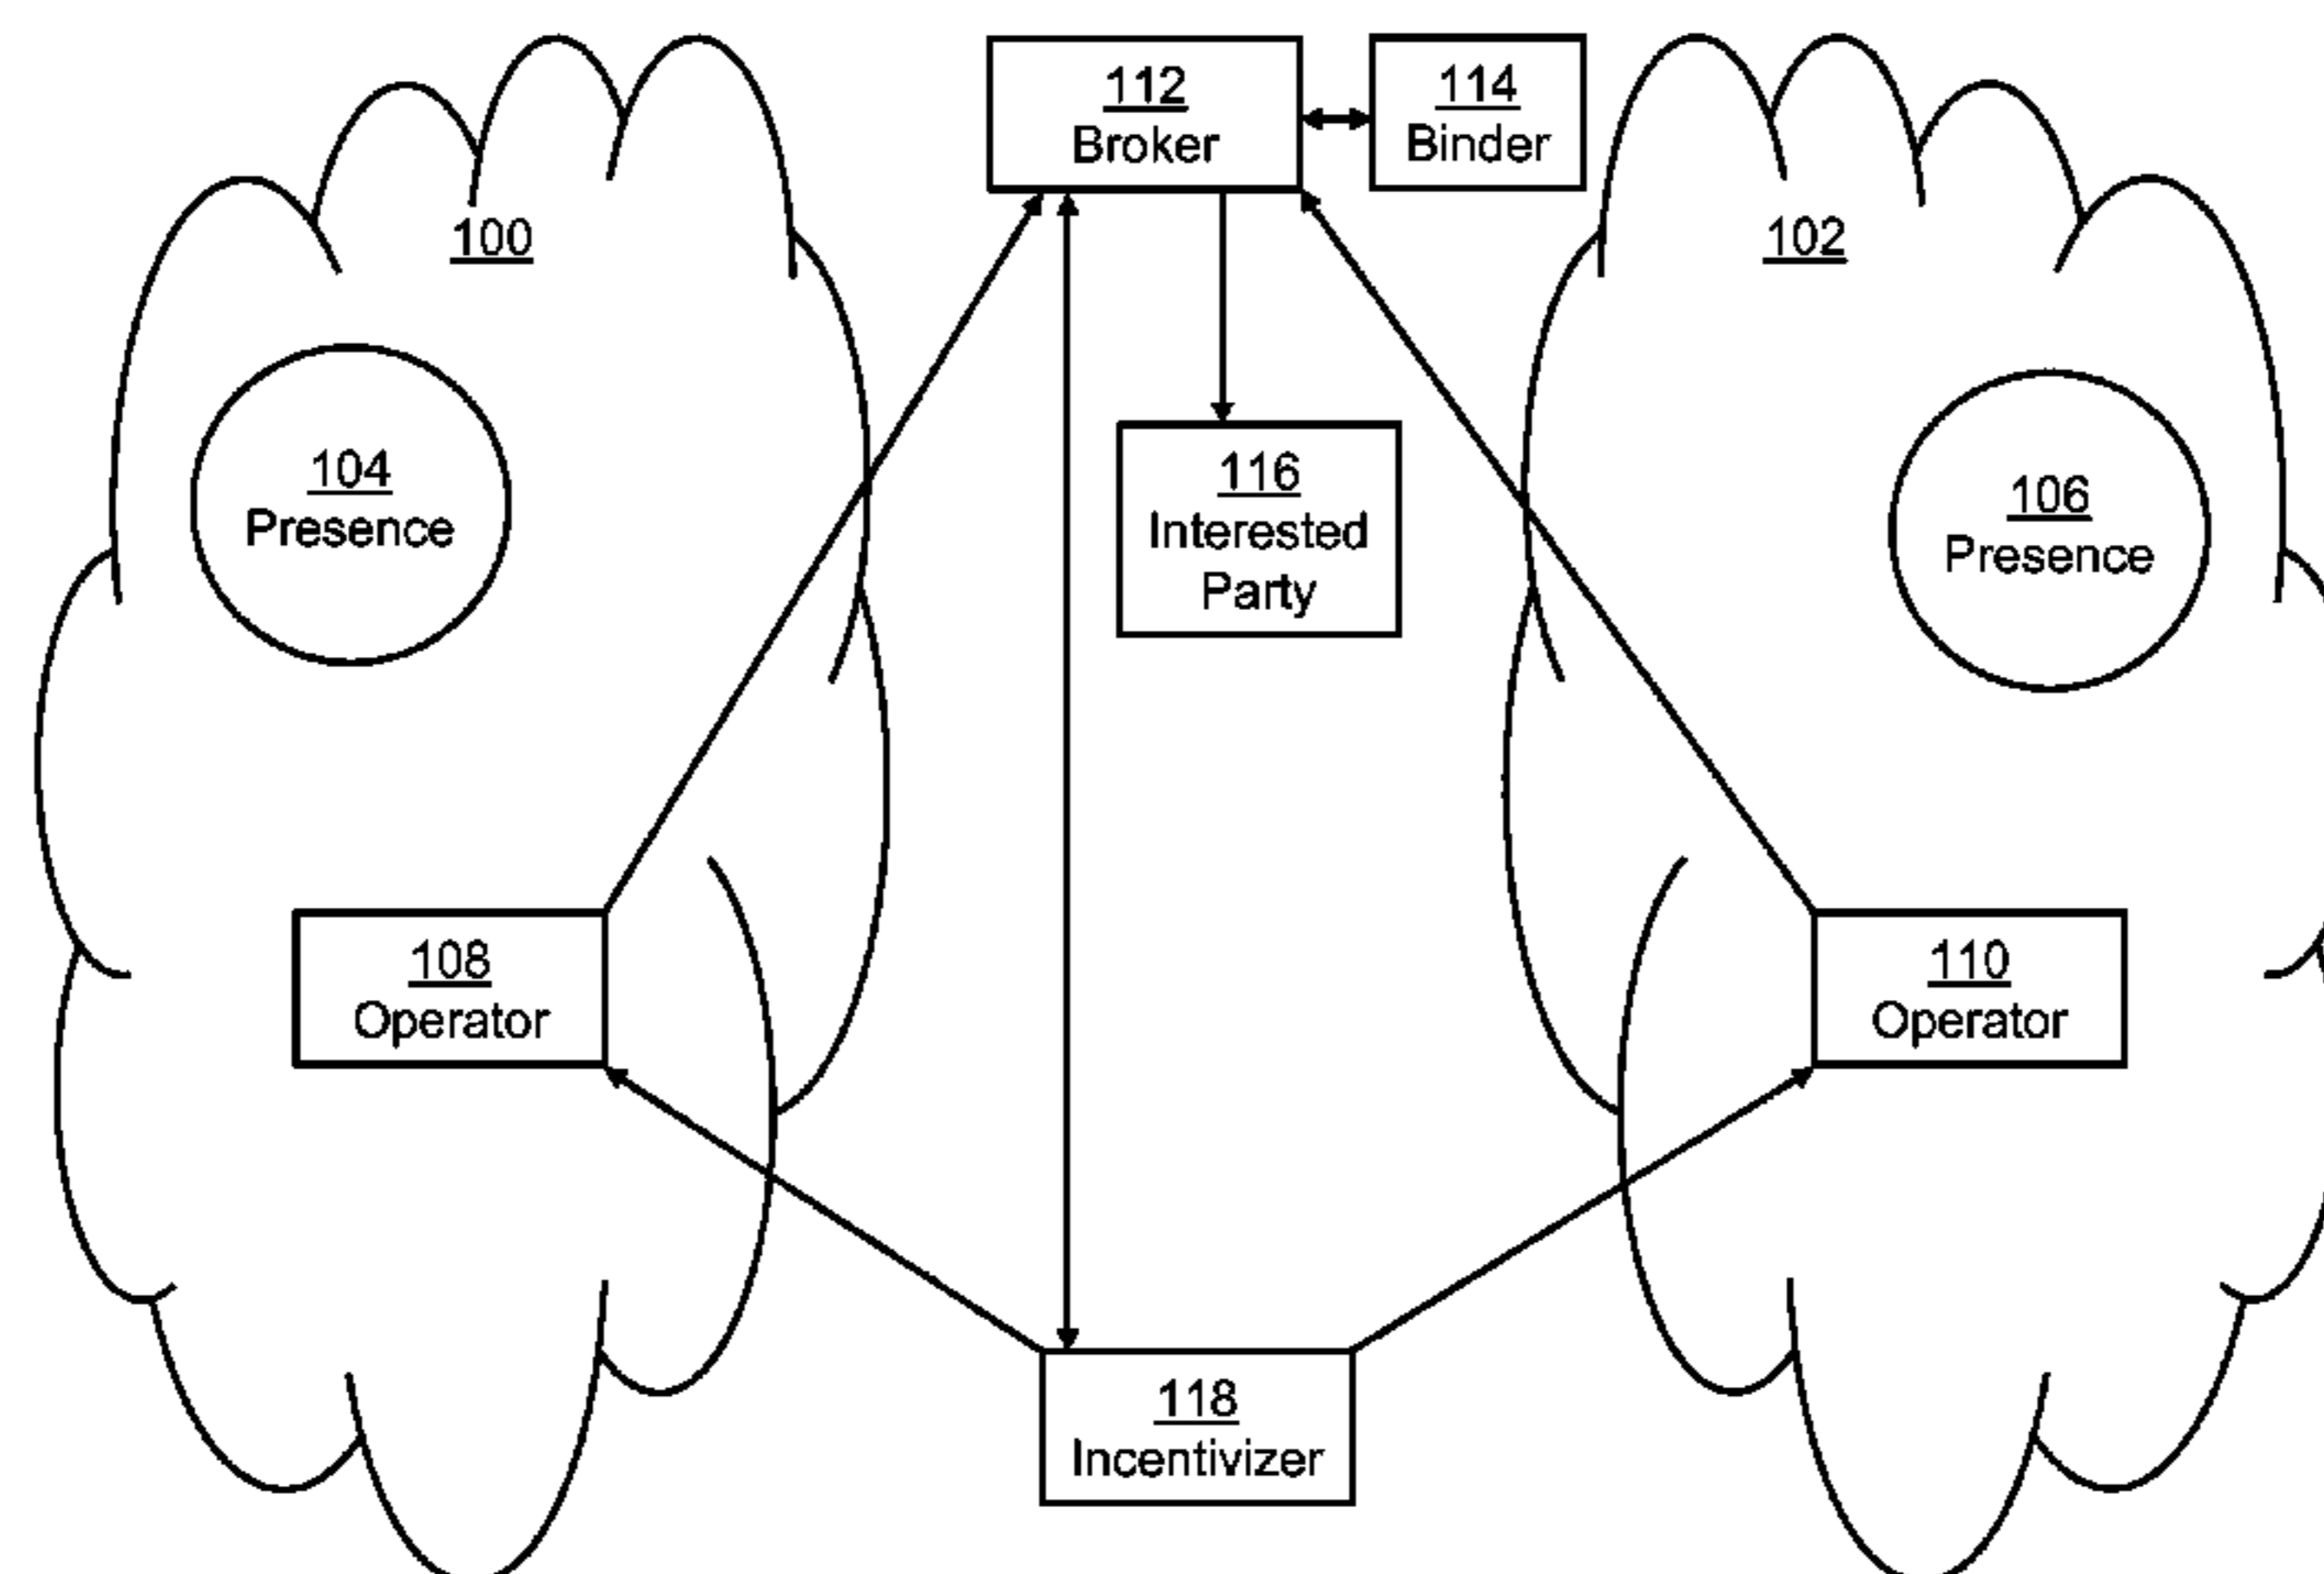 112
Broker
114
Binder
100
102
104
Presence
116
Interested
Party
106
Presence
108
Operator
110
Operator
118
Incentivizer